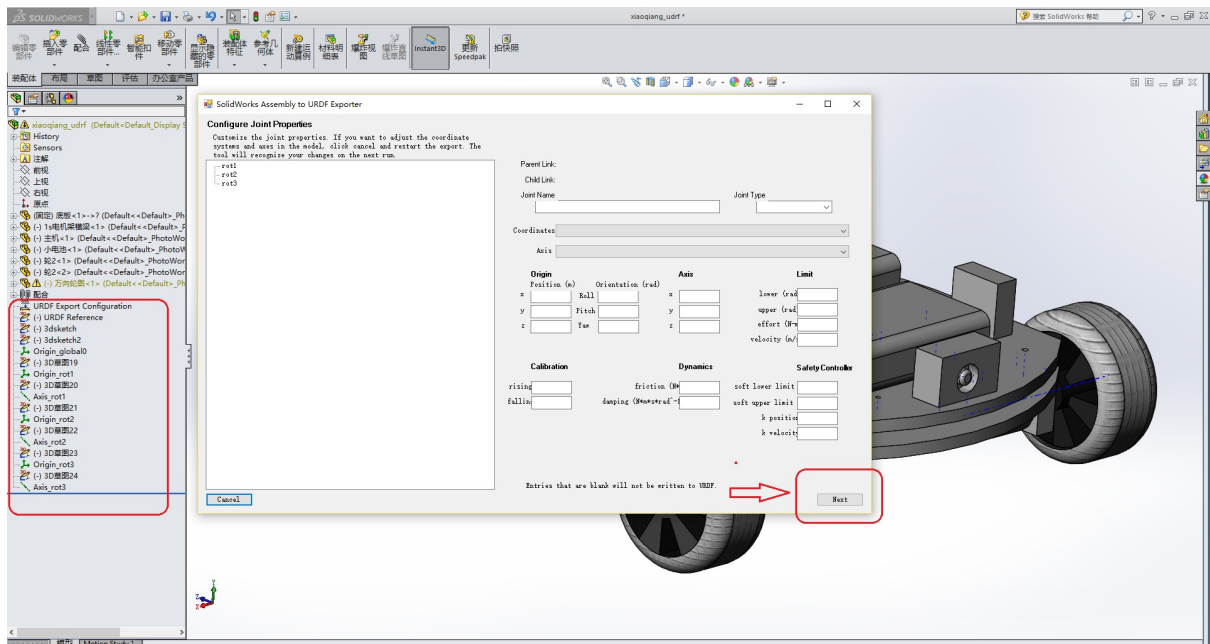 SOLIDWORKS
xiaoqiang_udrf *
搜索 SolidWorks 帮助
编辑零部件
插入零部件
配合
线性零部件...
智能扣件
移动零部件
显示隐藏的零部件
装配体特征
参考几何体
新建运动算例
材料明细表
爆炸视图
爆炸直线草图
Instant3D
更新 Speedpak
拍快照
装配体 布局 草图 评估 办公室产品
xiaoqiang_udrf (Default<Default_Display S
History
Sensors
注解
前视
上视
右视
原点
(固定) 底板<1>->? (Default<<Default>_Ph
(-) 1s电机架横梁<1> (Default<<Default>_P
(-) 主机<1> (Default<<Default>_PhotoWo
(-) 小电池<1> (Default<<Default>_PhotoW
(-) 轮2<1> (Default<<Default>_PhotoWor
(-) 轮2<2> (Default<<Default>_PhotoWor
(-) 万向轮图<1> (Default<<Default>_Ph
配合
URDF Export Configuration
(-) URDF Reference
(-) 3dsketch
(-) 3dsketch2
Origin_global0
(-) 3D草图19
Origin_rot1
(-) 3D草图20
Axis_rot1
(-) 3D草图21
Origin_rot2
(-) 3D草图22
Axis_rot2
(-) 3D草图23
Origin_rot3
(-) 3D草图24
Axis_rot3
SolidWorks Assembly to URDF Exporter
Configure Joint Properties
Customize the joint properties. If you want to adjust the coordinate
systems and axes in the model, click cancel and restart the export. The
tool will recognize your changes on the next run.
rot1
rot2
rot3
Parent Link:
Child Link:
Joint Name Joint Type
Coordinates
Axis
Origin Axis Limit
Position (m) Orientation (rad)
x Roll x lower (rad
y Pitch y upper (rad
z Yaw z effort (N-m
velocity (m/
Calibration Dynamics Safety Controller
rising friction (N* soft lower limit
fallin damping (N*m*s*rad^- soft upper limit
k position
k velocity
Entries that are blank will not be written to URDF.
Cancel Next
Y
Z
X
模型 Motion Study 1